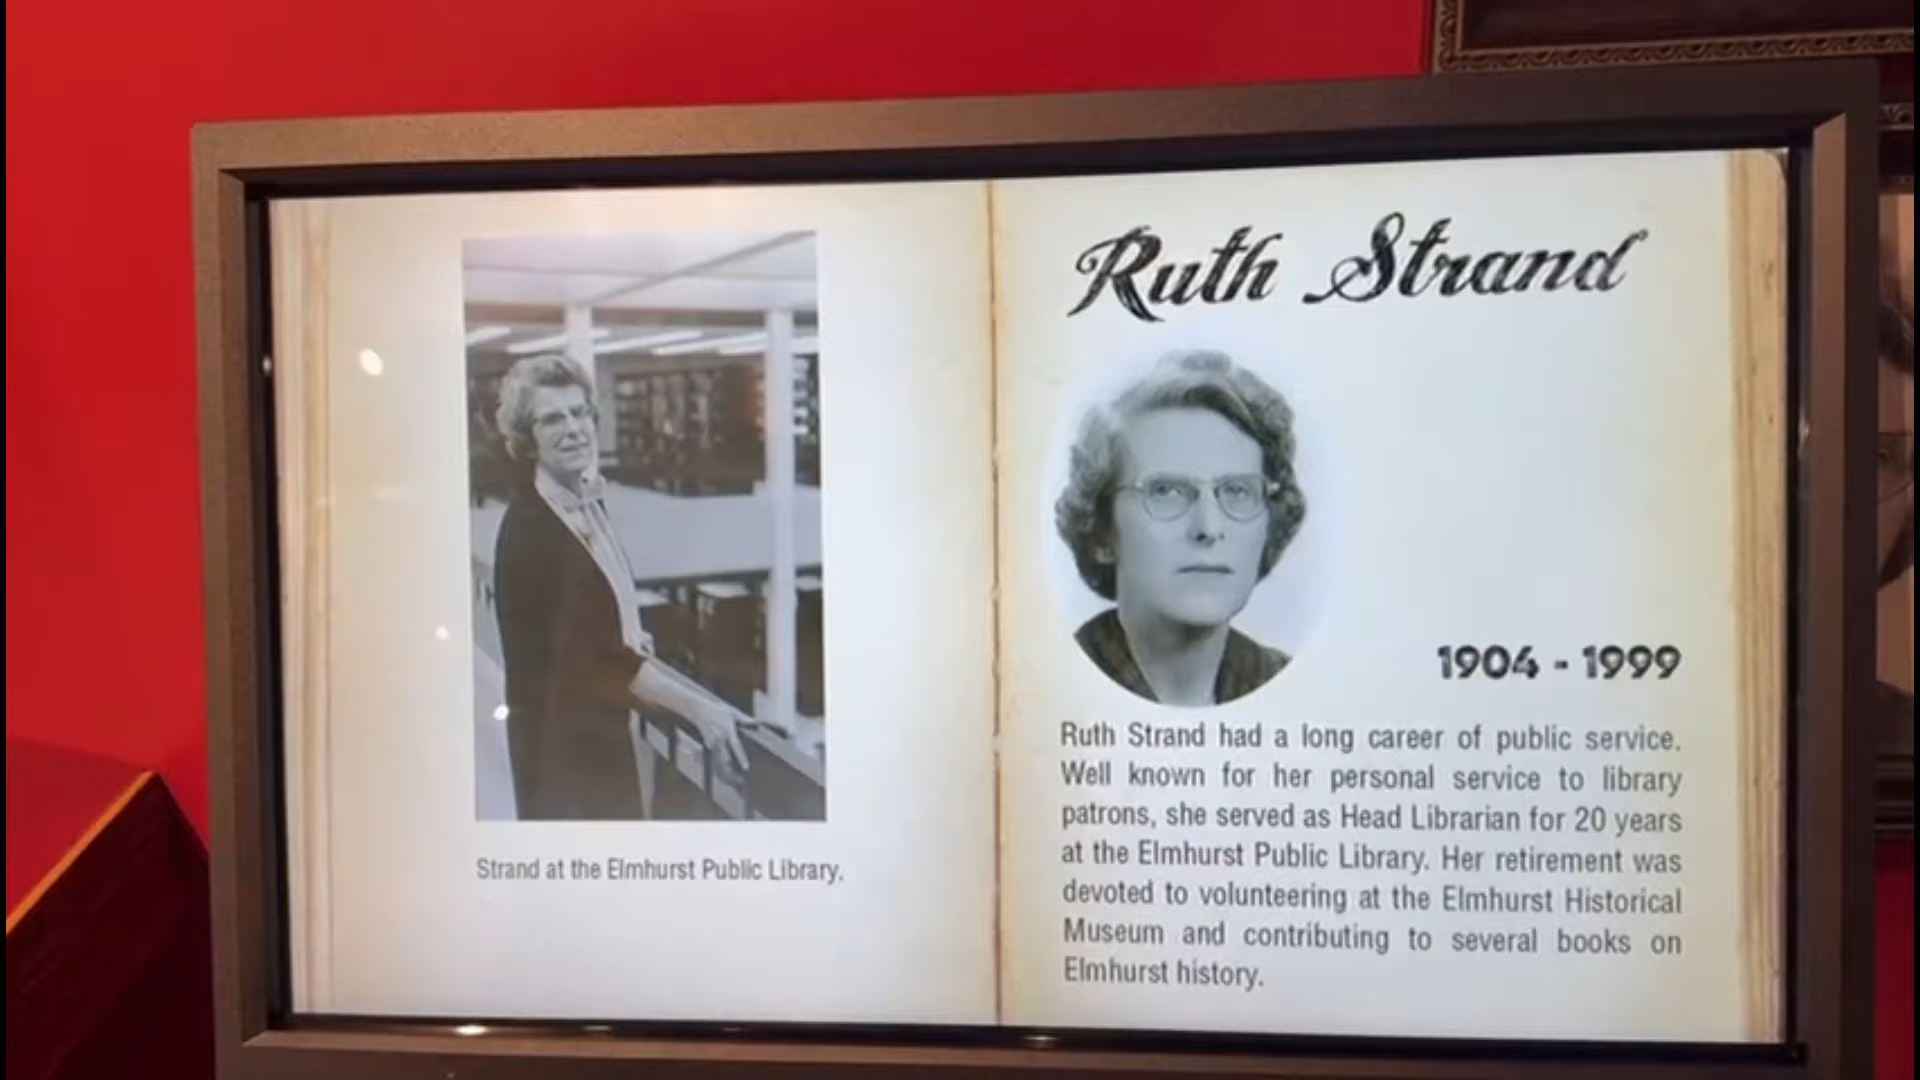 Strand at the Elmhurst Public Library.
Ruth Strand
1904 - 1999
Ruth Strand had a long career of public service.
Well known for her personal service to library
patrons, she served as Head Librarian for 20 years
at the Elmhurst Public Library. Her retirement was
devoted to volunteering at the Elmhurst Historical
Museum and contributing to several books on
Elmhurst history.